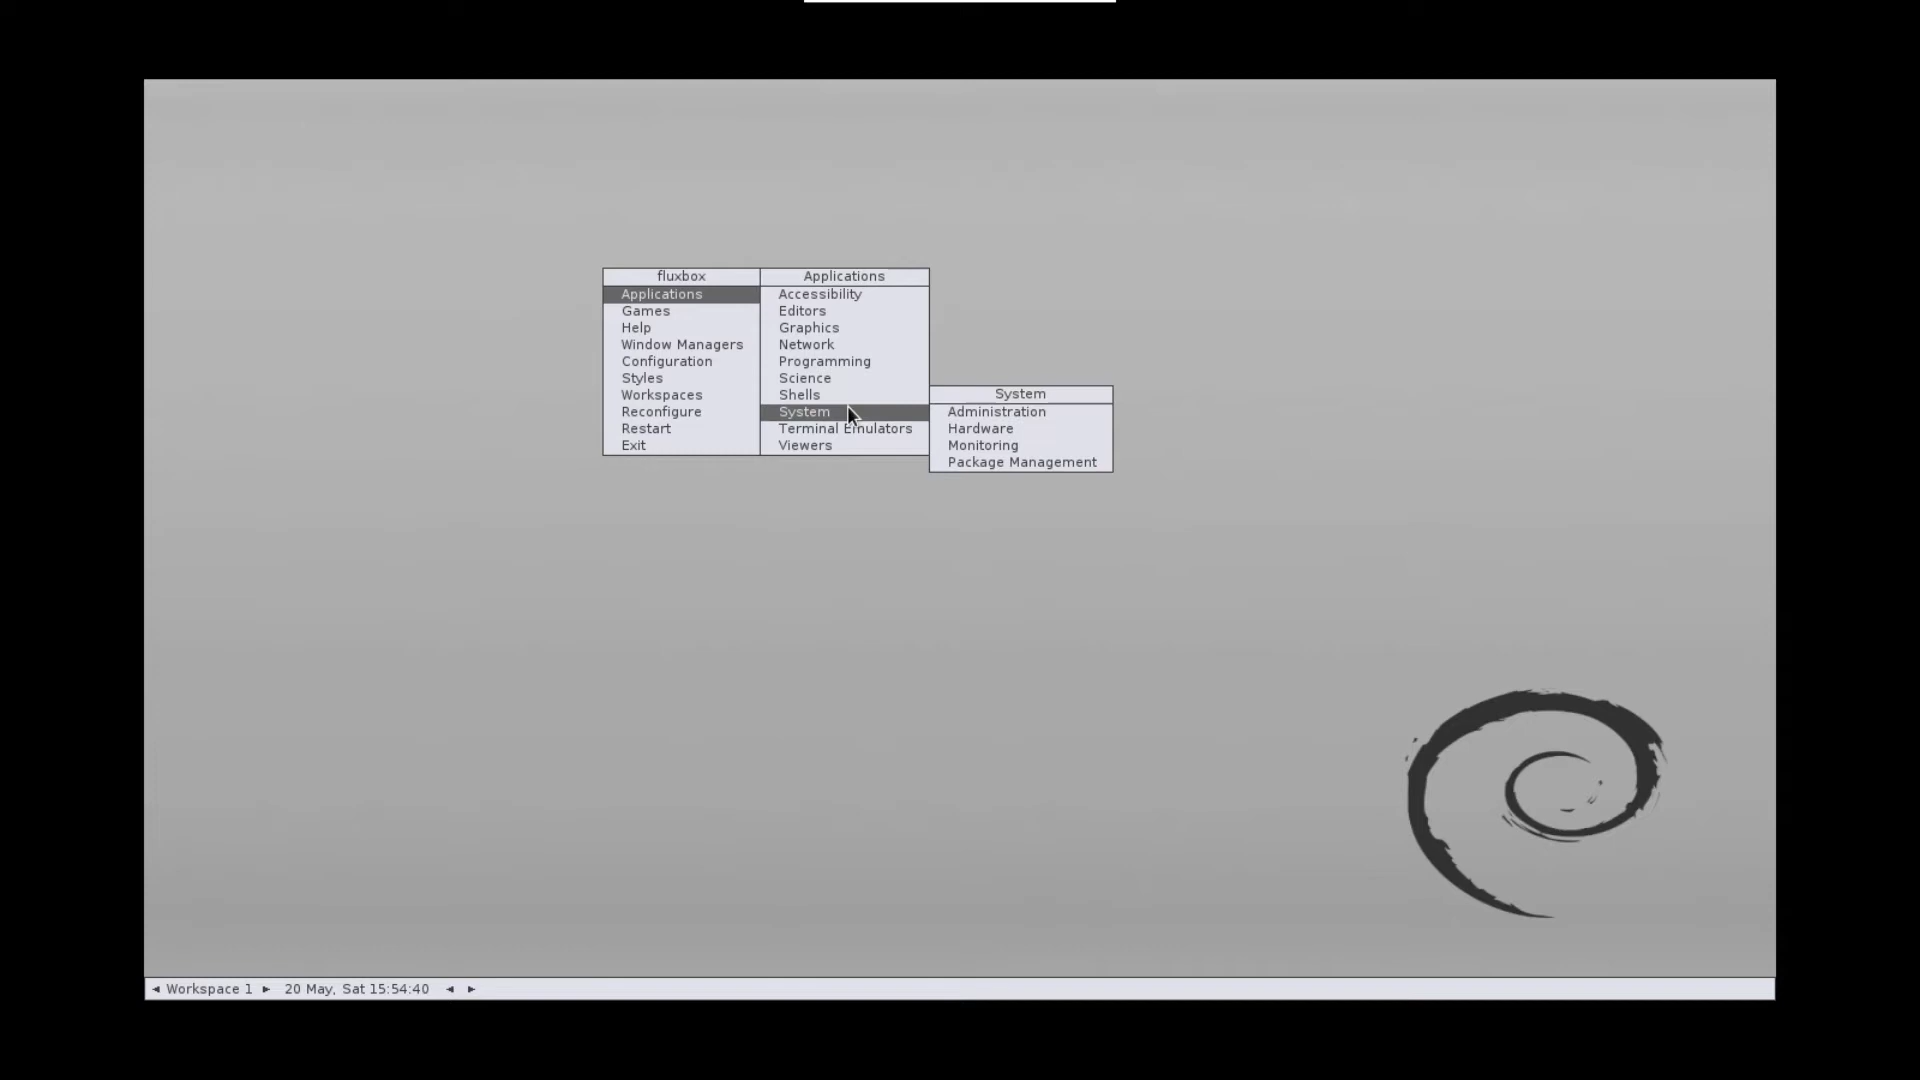 fluxbox
Applications
Games
Help
Window Managers
Configuration
Styles
Workspaces
Reconfigure
Restart
Exit
Applications
Accessibility
Editors
Graphics
Network
Programming
Science
Shells
System
Terminal Emulators
Viewers
System
Administration
Hardware
Monitoring
Package Management
Workspace 1 20 May, Sat 15:54:40